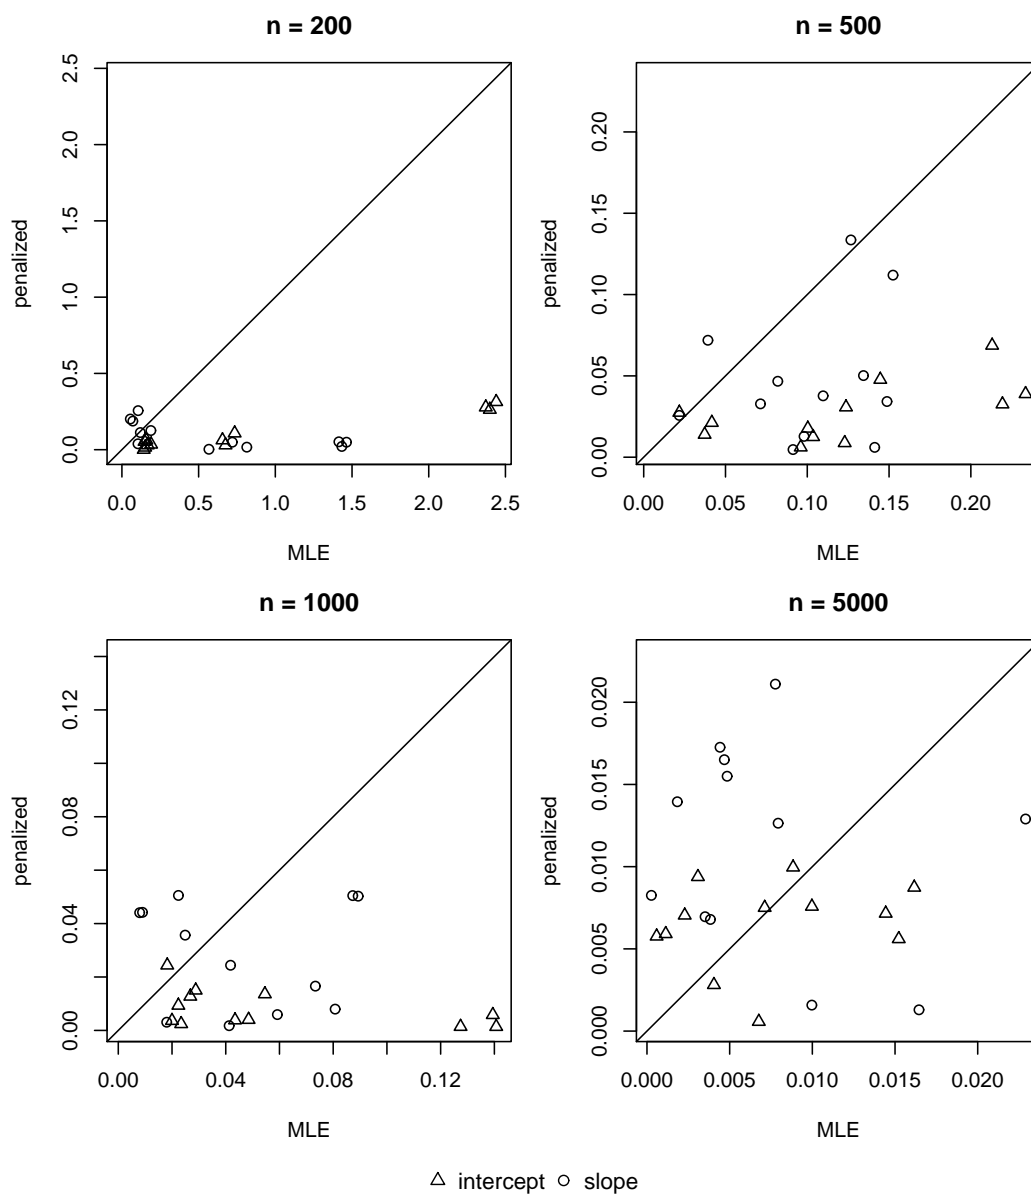 n = 200
2.5
2.0
1.5
1.0
0.5
0.0
penalized
0.0 0.5 1.0 1.5 2.0 2.5
MLE
n = 500
0.20
0.15
0.10
0.05
0.00
penalized
0.00 0.05 0.10 0.15 0.20
MLE
n = 1000
0.12
0.08
0.04
0.00
penalized
0.00 0.04 0.08 0.12
MLE
n = 5000
0.020
0.015
0.010
0.005
0.000
penalized
0.000 0.005 0.010 0.015 0.020
MLE
intercept slope